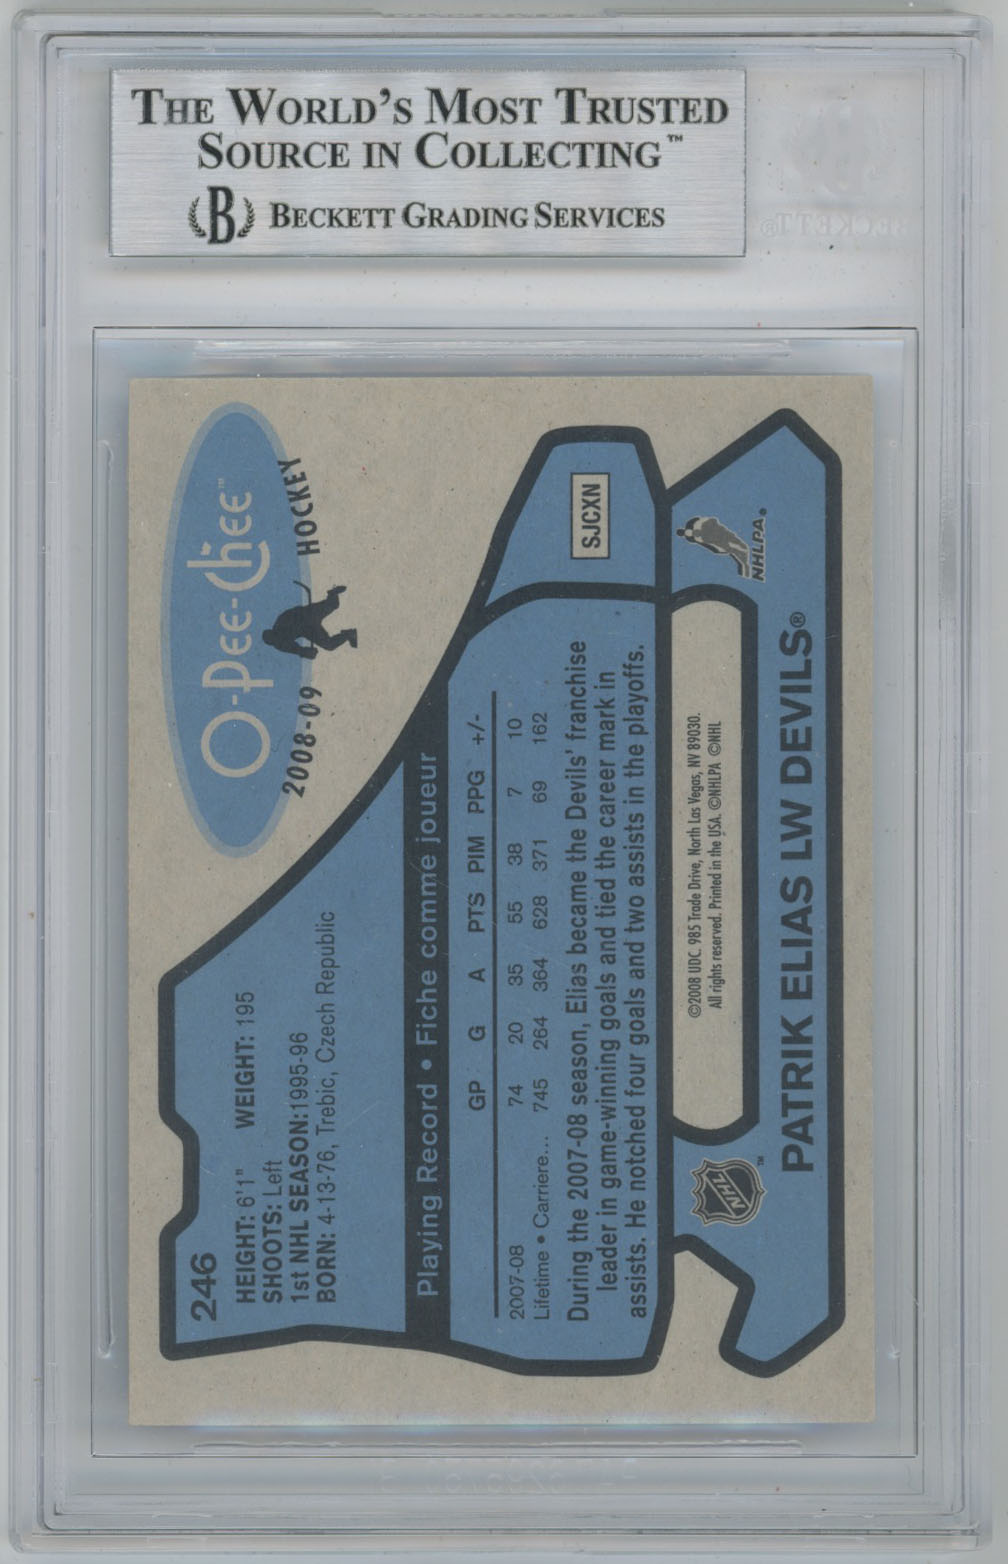 THE WORLD'S MOST TRUSTED
SOURCE IN COLLECTING™
B BECKETT GRADING SERVICES
BECKETT®
O-Pee-Chee™
2008-09 HOCKEY
246
HEIGHT: 6'1" WEIGHT: 195
SHOOTS: Left
1st NHL SEASON: 1995-96
BORN: 4-13-76, Trebic, Czech Republic
Playing Record • Fiche comme joueur
GP G A PTS PIM PPG +/-
2007-08 74 20 35 55 38 7 10
Lifetime • Carriere... 745 264 364 628 371 69 162
During the 2007-08 season, Elias became the Devils' franchise
leader in game-winning goals and tied the career mark in
assists. He notched four goals and two assists in the playoffs.
SJCXN
NHL™
©2008 UDC. 985 Trade Drive, North Las Vegas, NV 89030.
All rights reserved. Printed in the USA. ©NHLPA ©NHL
NHLPA®
PATRIK ELIAS LW DEVILS®